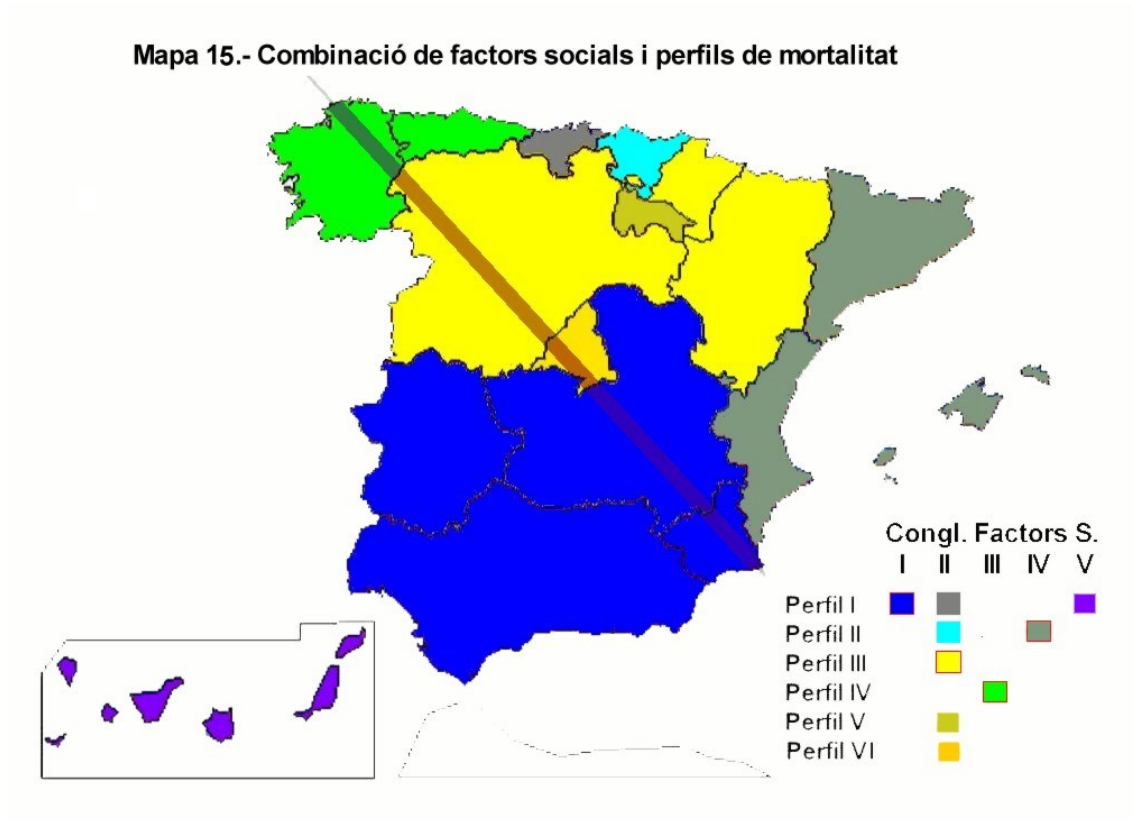 Mapa 15.- Combinació de factors socials i perfils de mortalitat
Congl. Factors S.
I II III IV V
Perfil I
Perfil II
Perfil III
Perfil IV
Perfil V
Perfil VI